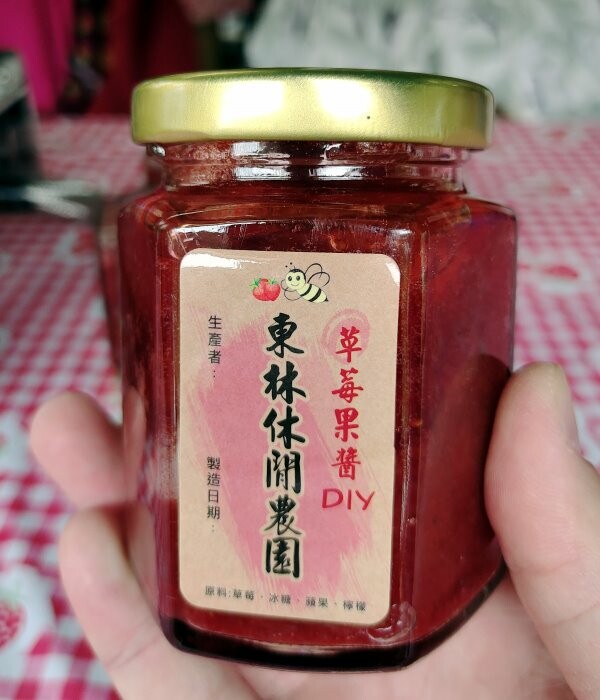 草莓果醬
DIY
東林休閒農園
生產者：
製造日期：
原料:草莓、冰糖、蘋果、檸檬